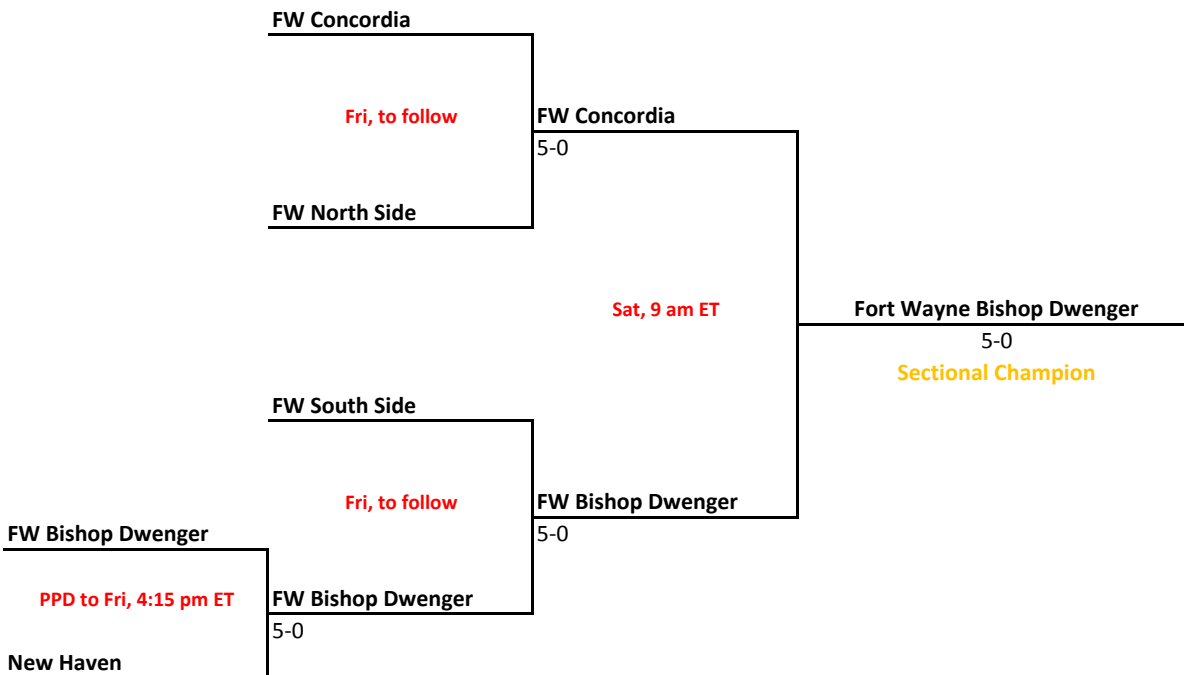 FW Concordia
Fri, to follow
FW Concordia
5-0
FW North Side
Sat, 9 am ET
Fort Wayne Bishop Dwenger
5-0
Sectional Champion
FW South Side
Fri, to follow
FW Bishop Dwenger
5-0
FW Bishop Dwenger
PPD to Fri, 4:15 pm ET
FW Bishop Dwenger
5-0
New Haven